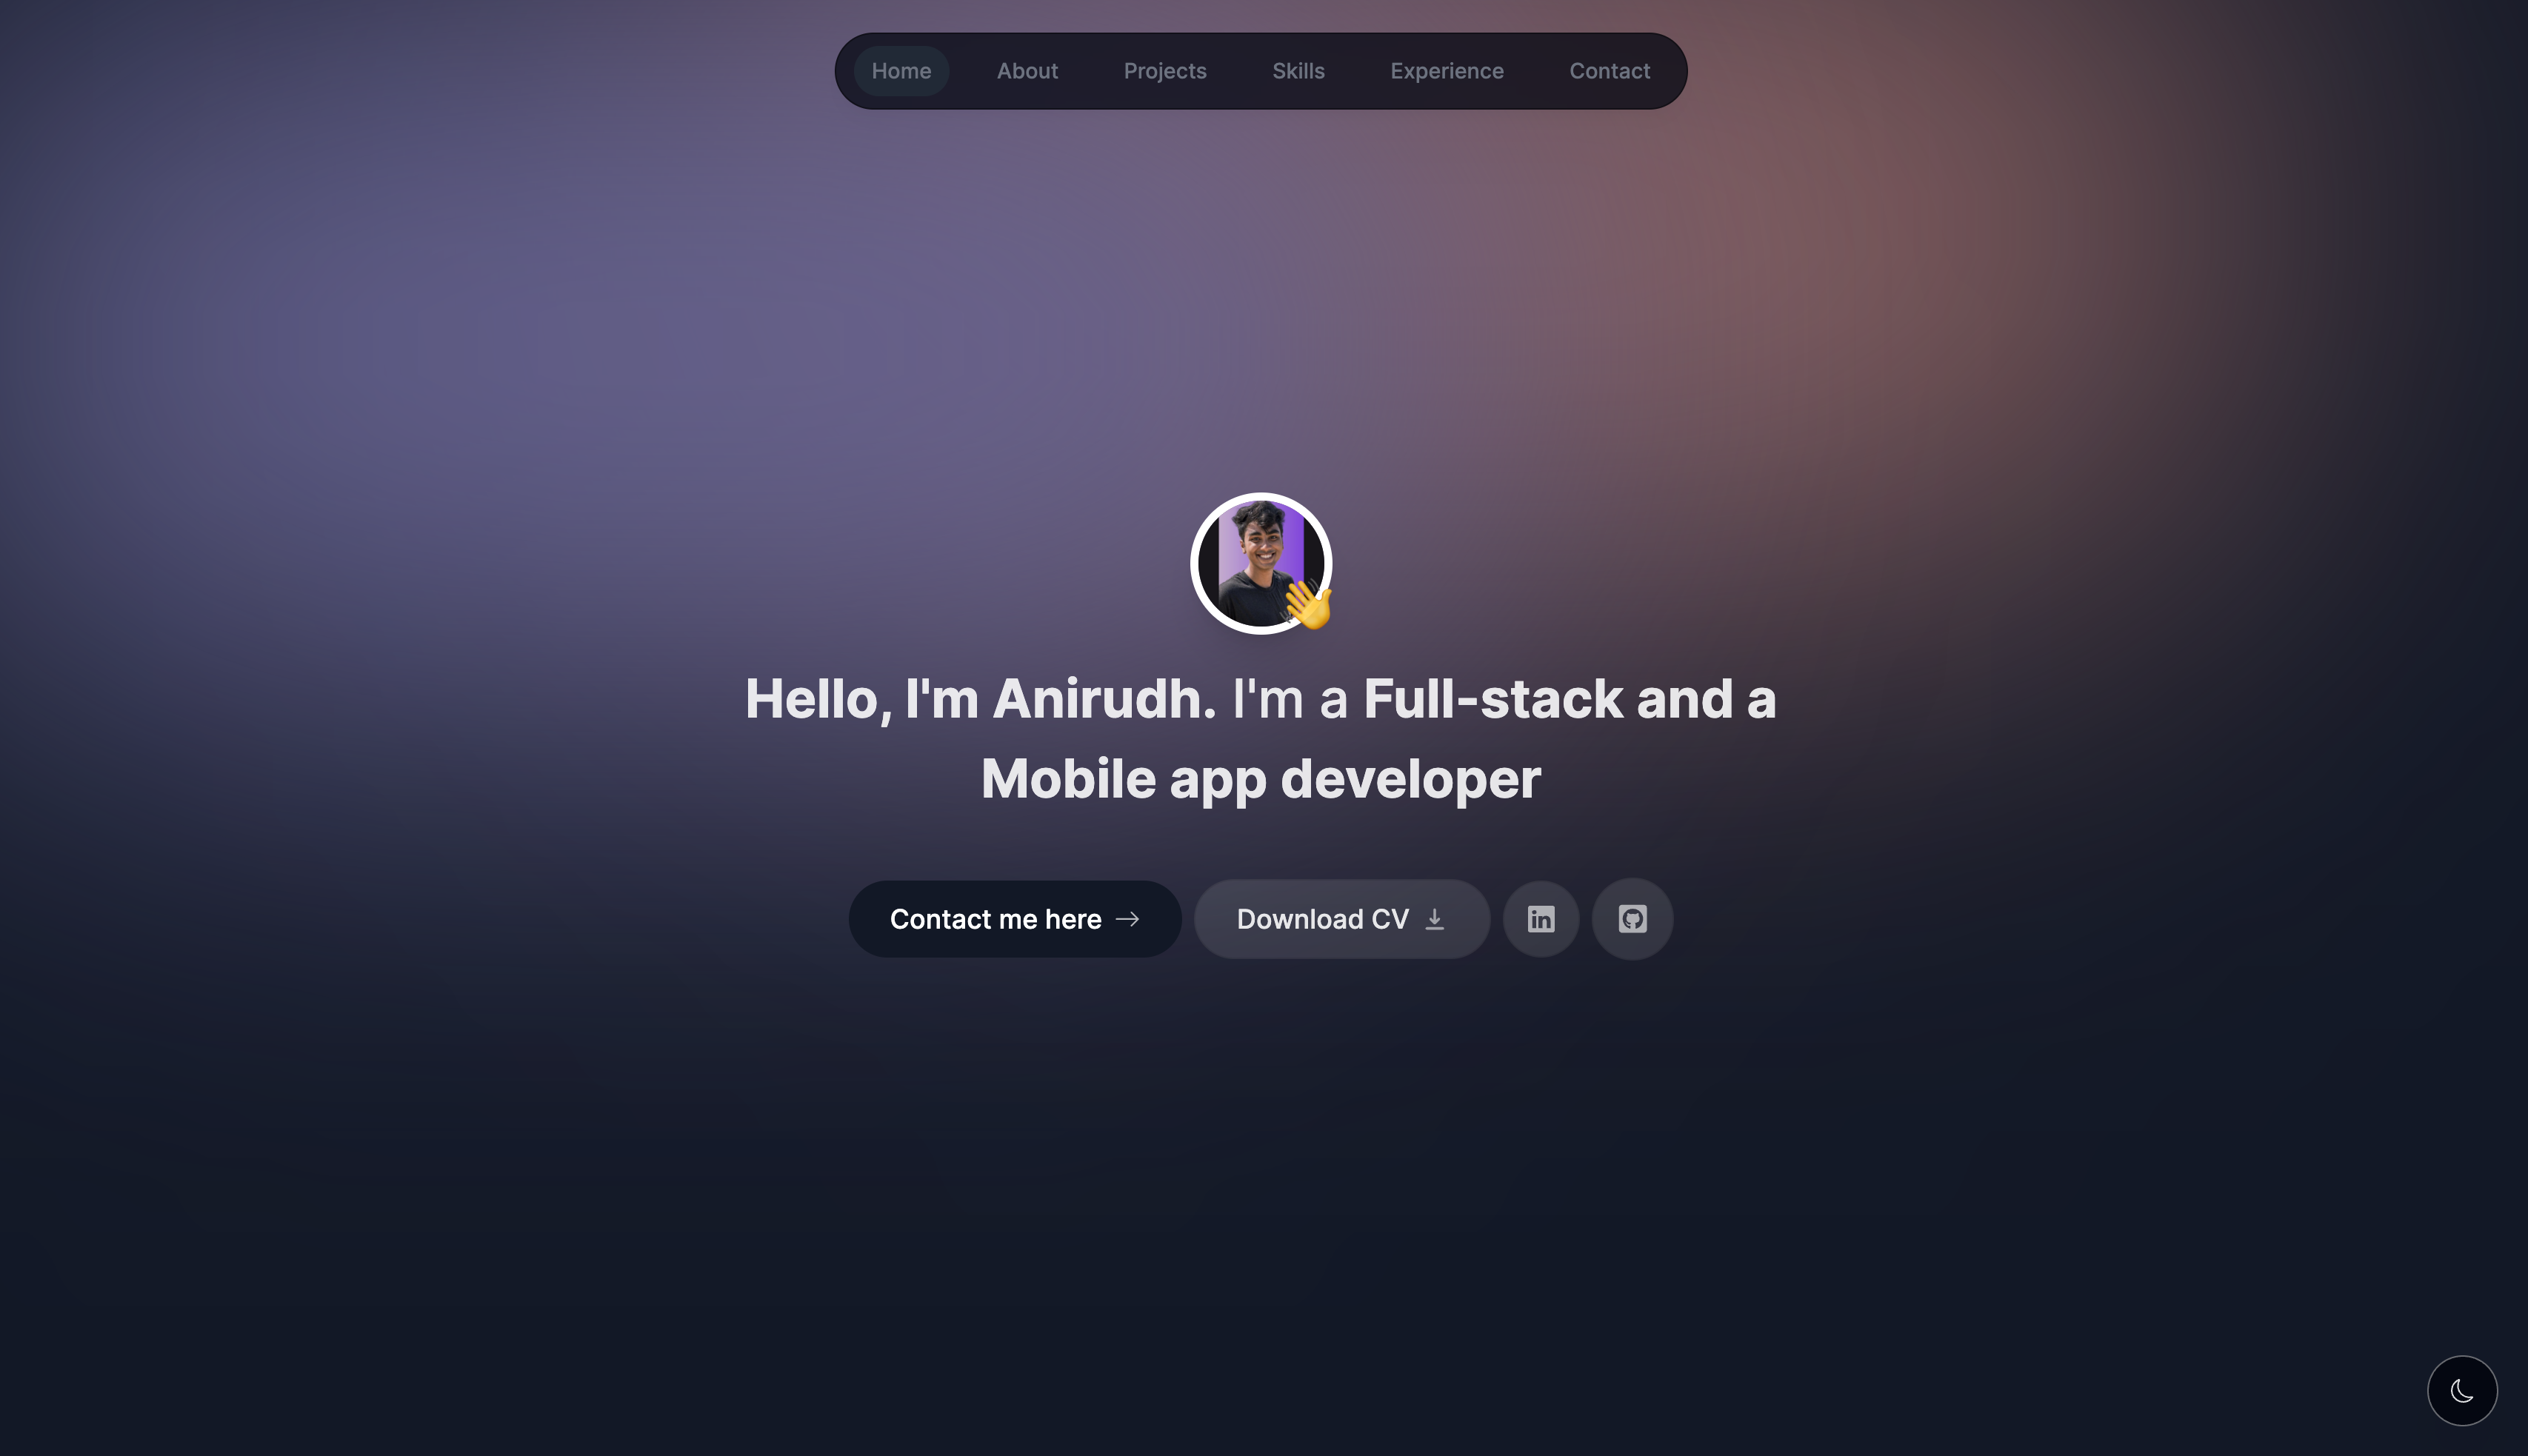 Home About Projects Skills Experience Contact
Hello, I'm Anirudh. I'm a Full-stack and a
Mobile app developer
Contact me here Download CV in